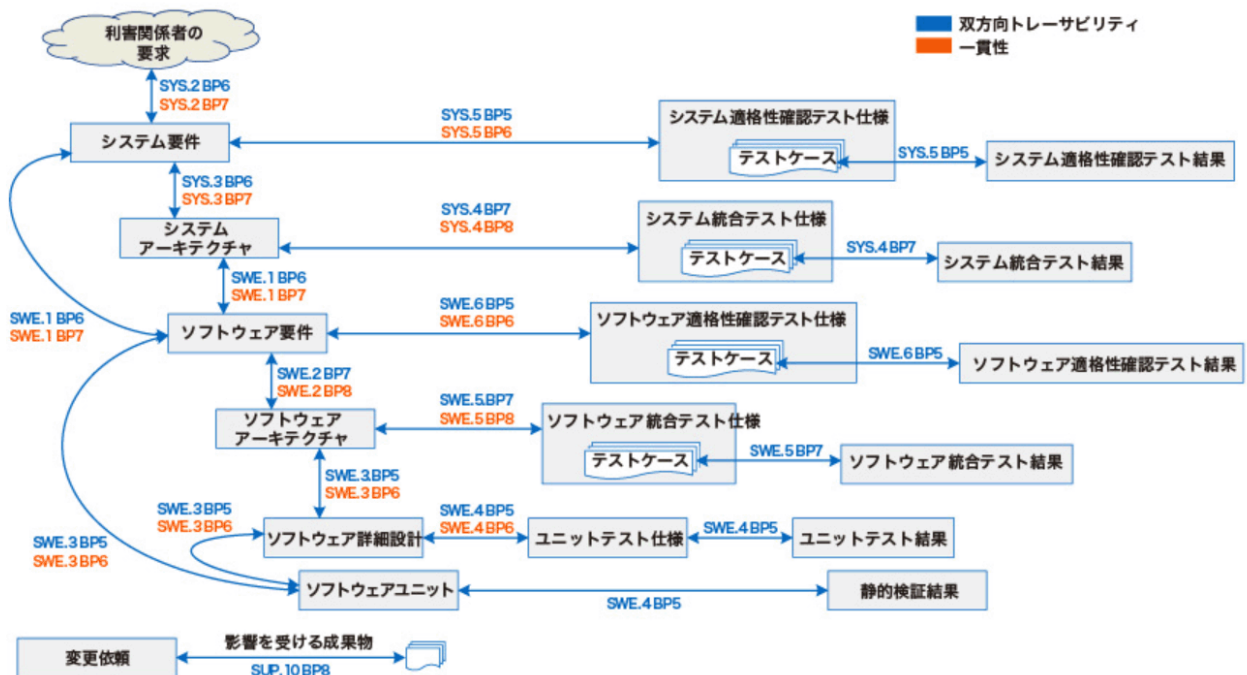 利害関係者の
要求
双方向トレーサビリティ
一貫性
SYS.2 BP6
SYS.2 BP7
システム要件
SYS.5 BP5
SYS.5 BP6
システム適格性確認テスト仕様
テストケース
SYS.5 BP5
システム適格性確認テスト結果
SYS.3 BP6
SYS.3 BP7
システム
アーキテクチャ
SYS.4 BP7
SYS.4 BP8
システム統合テスト仕様
テストケース
SYS.4 BP7
システム統合テスト結果
SWE.1 BP6
SWE.1 BP7
SWE.1 BP6
SWE.1 BP7
ソフトウェア要件
SWE.6 BP5
SWE.6 BP6
ソフトウェア適格性確認テスト仕様
テストケース
SWE.6 BP5
ソフトウェア適格性確認テスト結果
SWE.2 BP7
SWE.2 BP8
ソフトウェア
アーキテクチャ
SWE.5.BP7
SWE.5 BP8
ソフトウェア統合テスト仕様
テストケース
SWE.5 BP7
ソフトウェア統合テスト結果
SWE.3.BP5
SWE.3 BP6
SWE.3 BP5
SWE.3 BP6
ソフトウェア詳細設計
SWE.4 BP5
SWE.4 BP6
ユニットテスト仕様
SWE.4 BP5
ユニットテスト結果
SWE.3 BP5
SWE.3 BP6
ソフトウェアユニット
SWE.4 BP5
静的検証結果
変更依頼
影響を受ける成果物
SUP.10 BP8